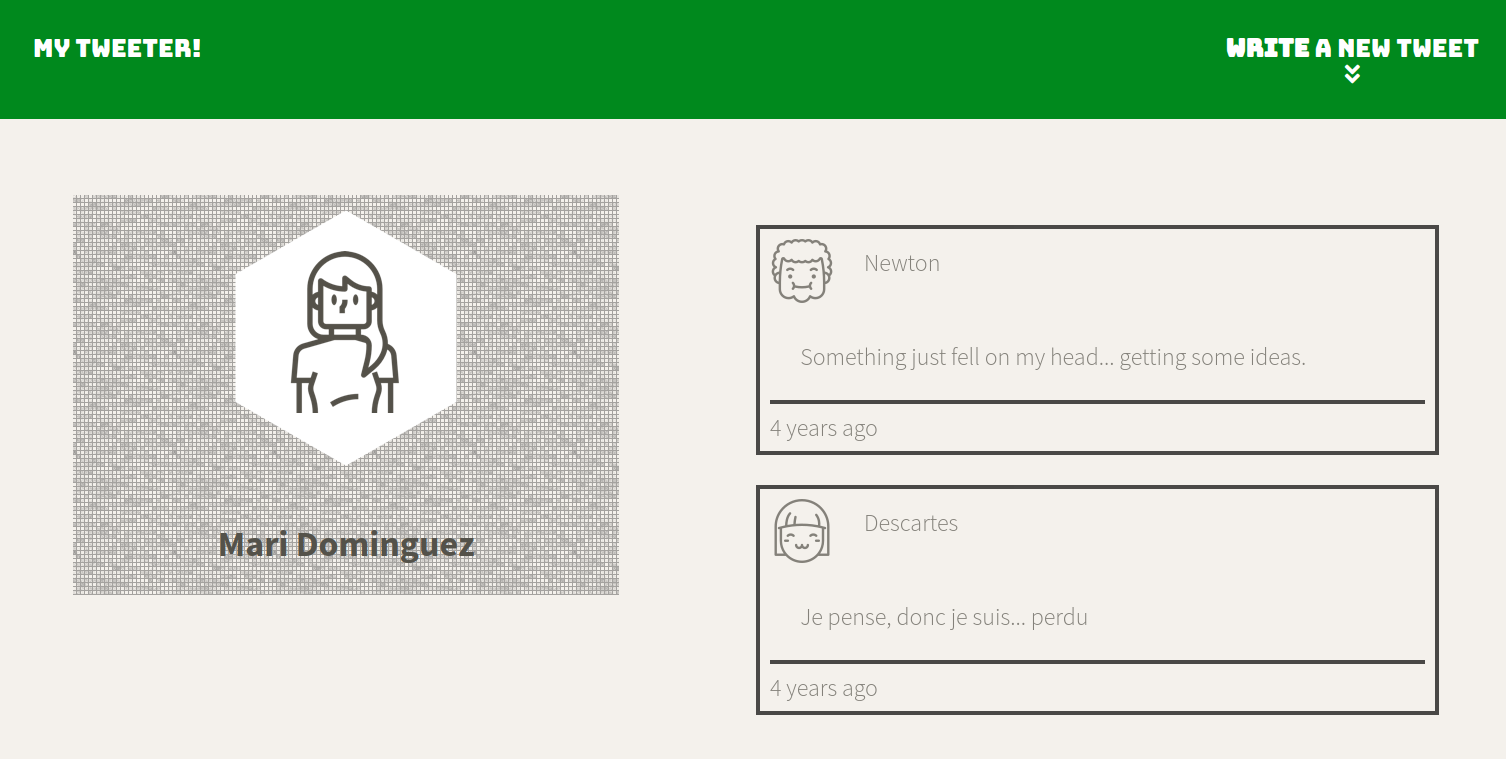 MY TWEETER!
WRITE A NEW TWEET
Mari Dominguez
Newton
Something just fell on my head... getting some ideas.
4 years ago
Descartes
Je pense, donc je suis... perdu
4 years ago